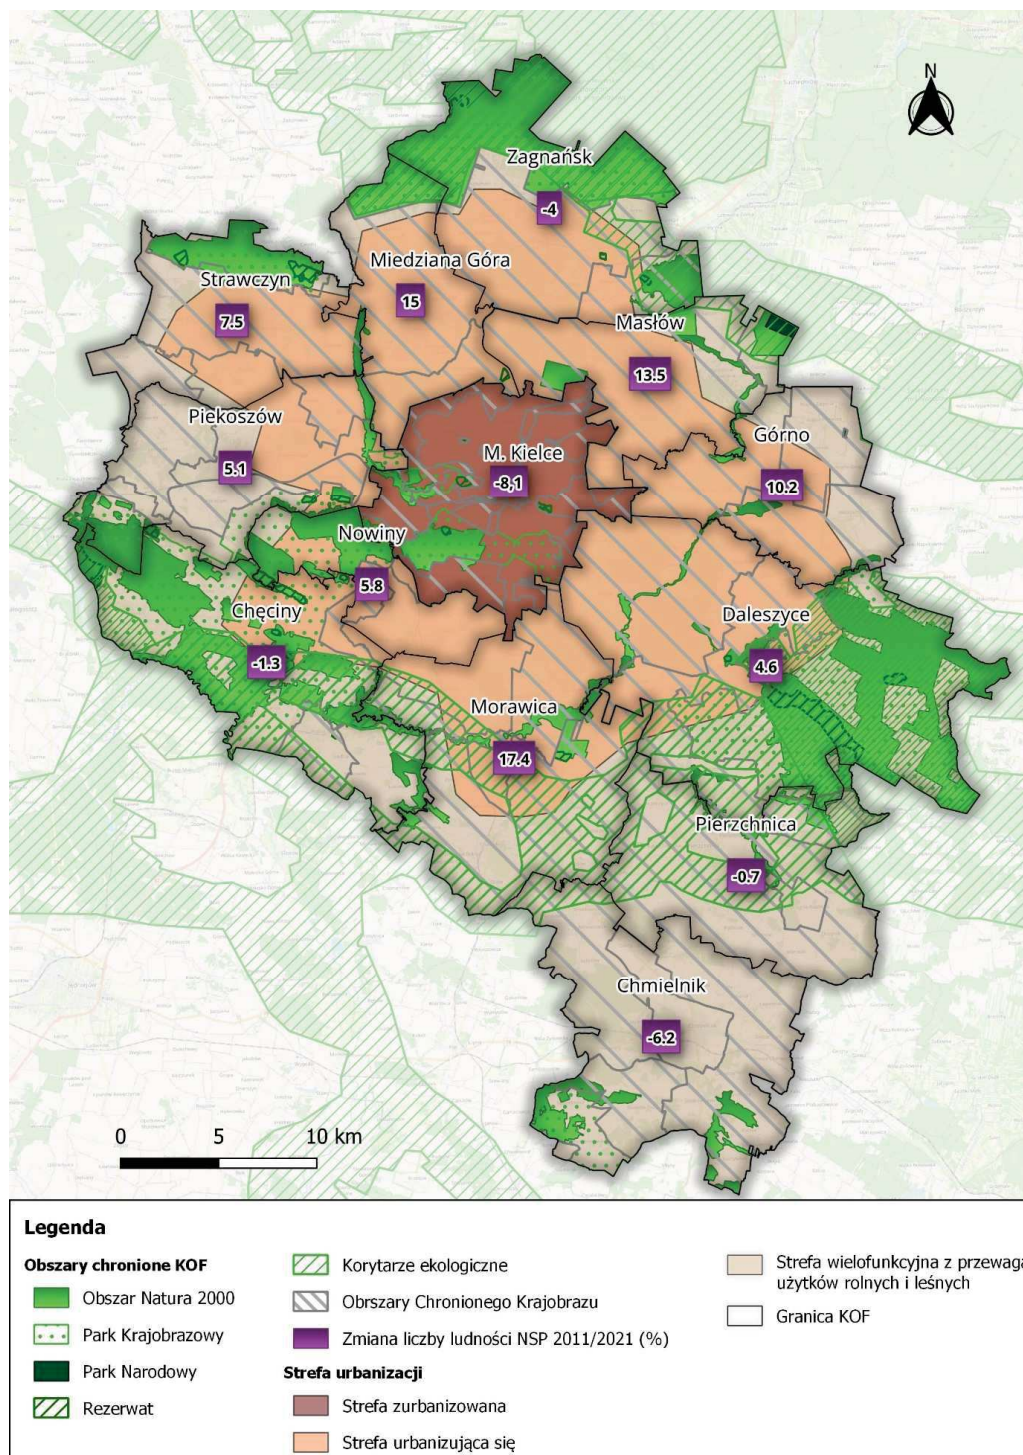 N
Zagnańsk
-4
Miedziana Góra
15
Strawczyn
7.5
Masłów
13.5
Piekoszów
5.1
M. Kielce
-8,1
Górno
10.2
Nowiny
5.8
Chęciny
-1.3
Daleszyce
4.6
Morawica
17.4
Pierzchnica
-0.7
Chmielnik
-6.2
0 5 10 km
Legenda
Obszary chronione KOF
Obszar Natura 2000
Park Krajobrazowy
Park Narodowy
Rezerwat
Korytarze ekologiczne
Obrszary Chronionego Krajobrazu
Zmiana liczby ludności NSP 2011/2021 (%)
Strefa urbanizacji
Strefa zurbanizowana
Strefa urbanizująca się
Strefa wielofunkcyjna z przewagą
użytków rolnych i leśnych
Granica KOF